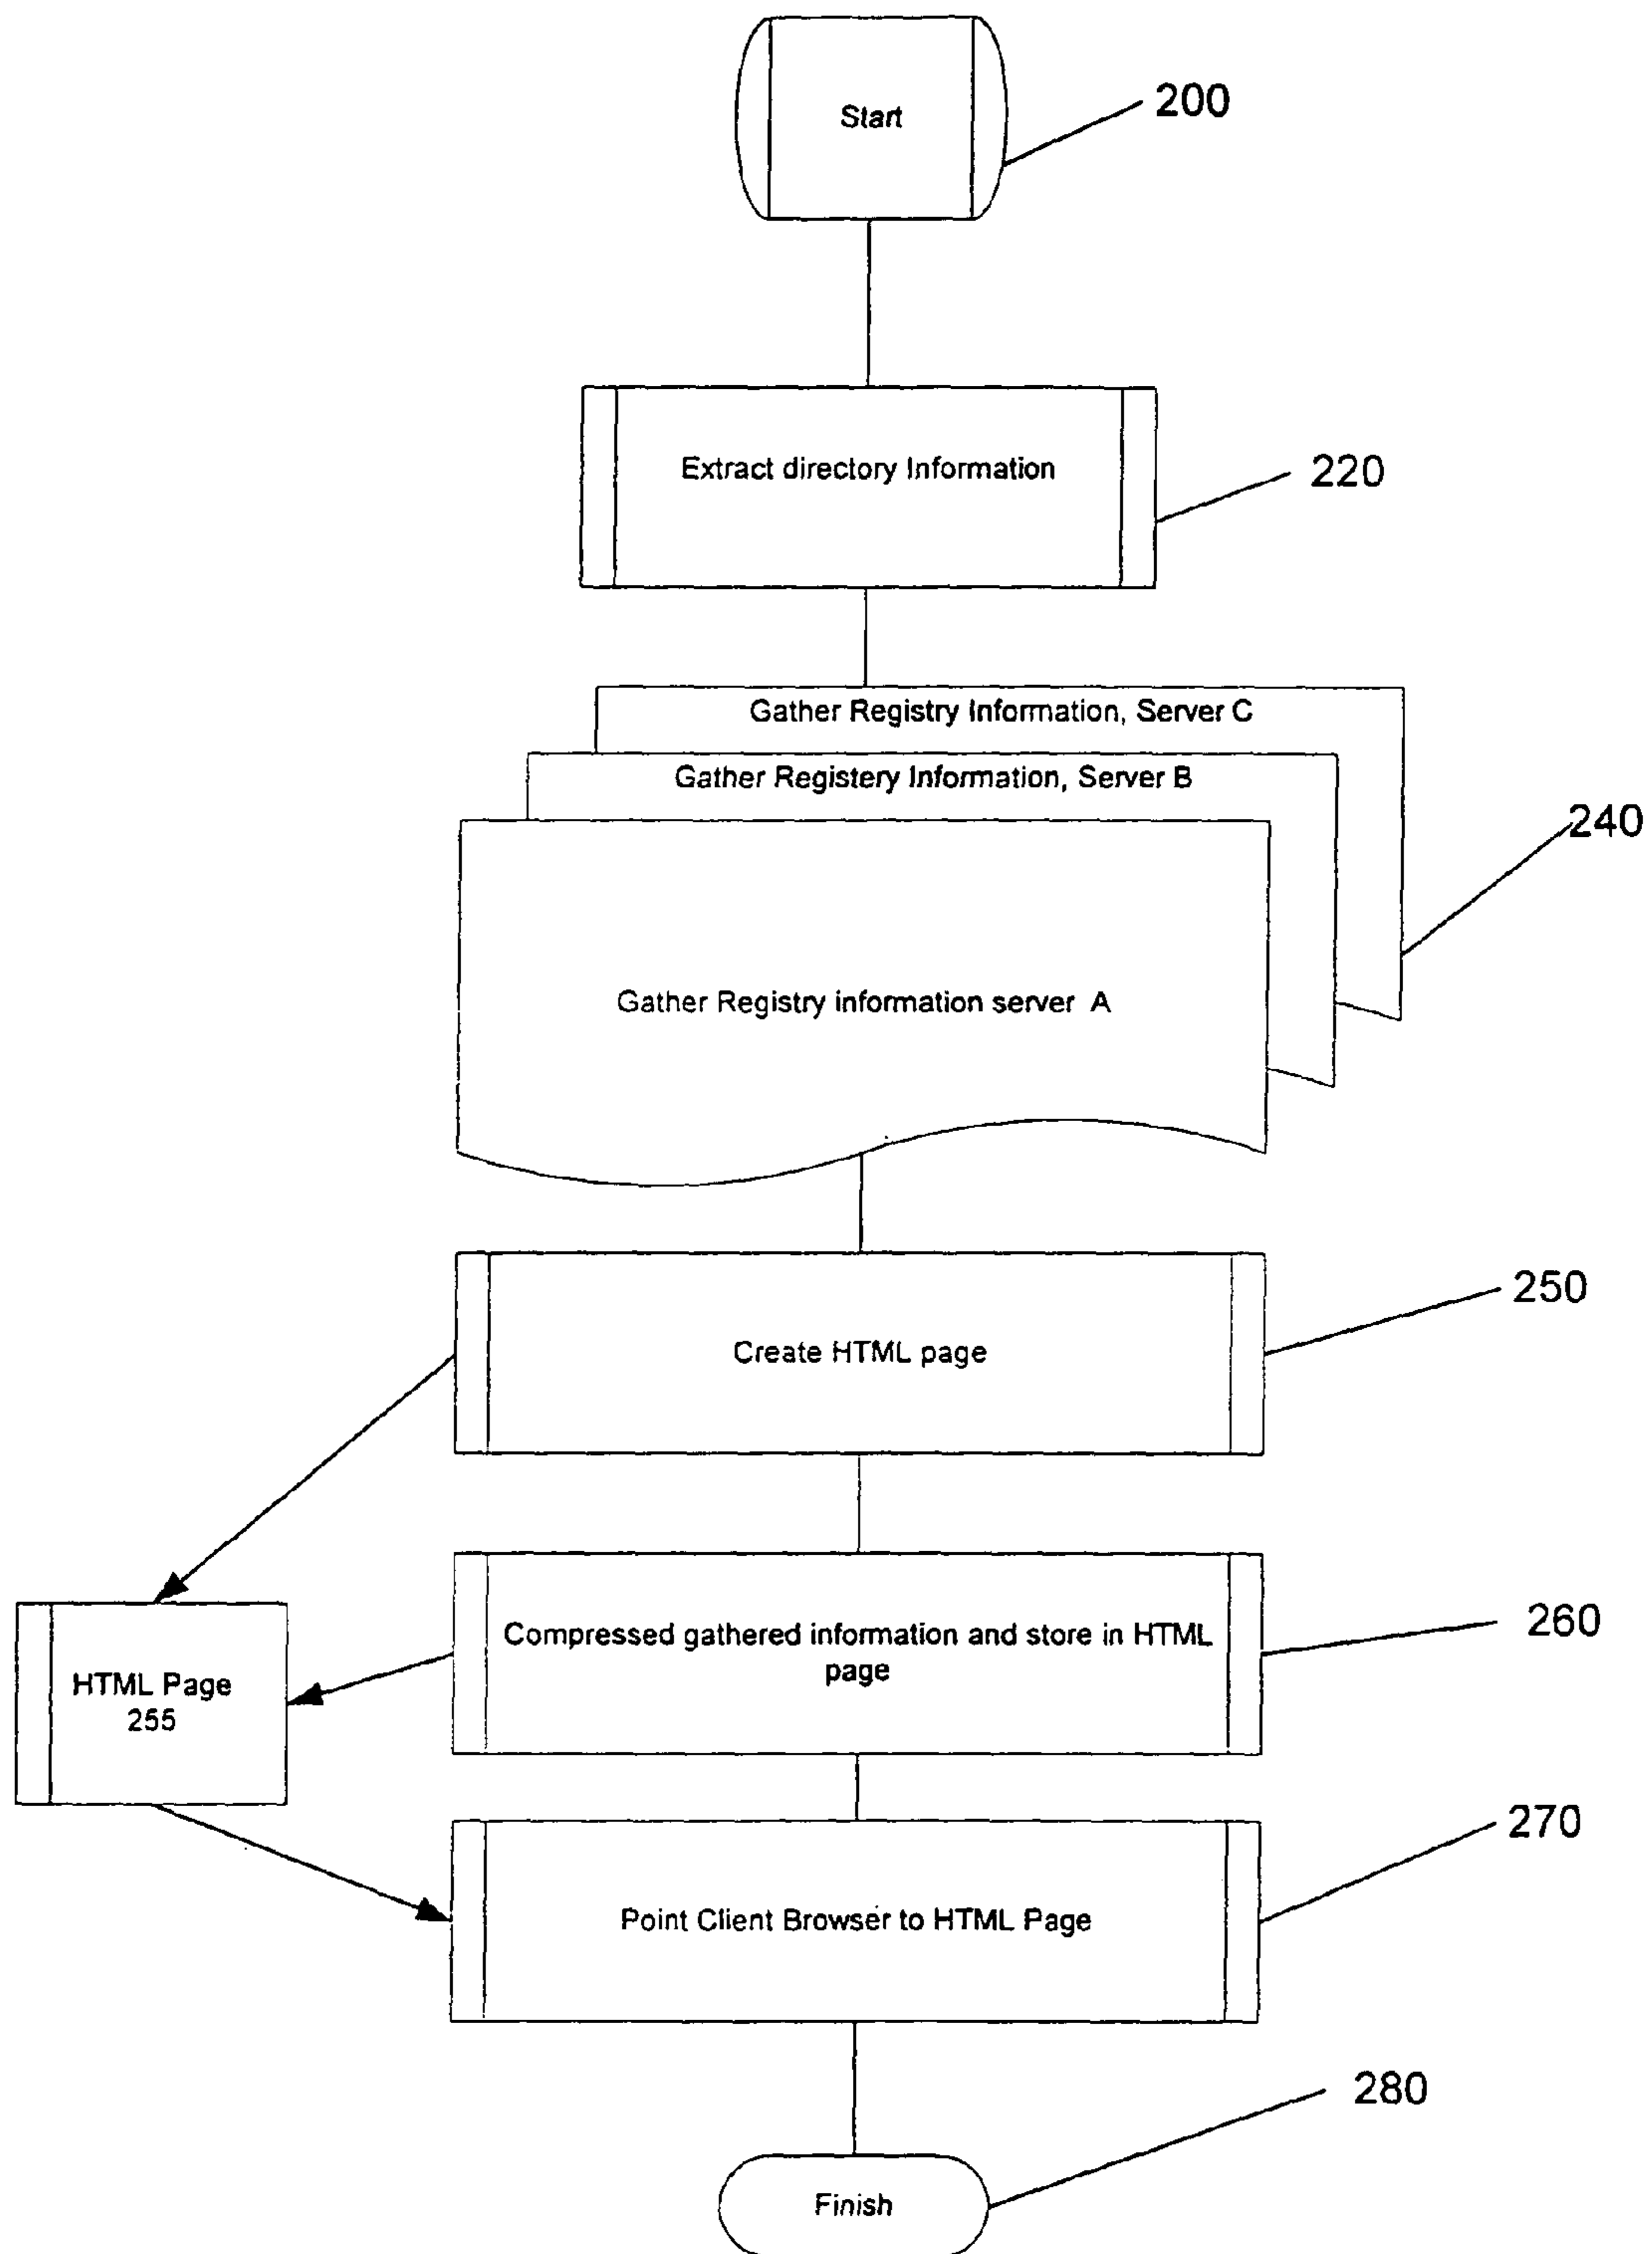 Start
200
Extract directory Information
220
Gather Registry Information, Server C
Gather Registery Information, Server B
240
Gather Registry information server A
250
Create HTML page
Compressed gathered information and store in HTML
page
260
HTML Page
255
270
Point Client Browser to HTML Page
280
Finish